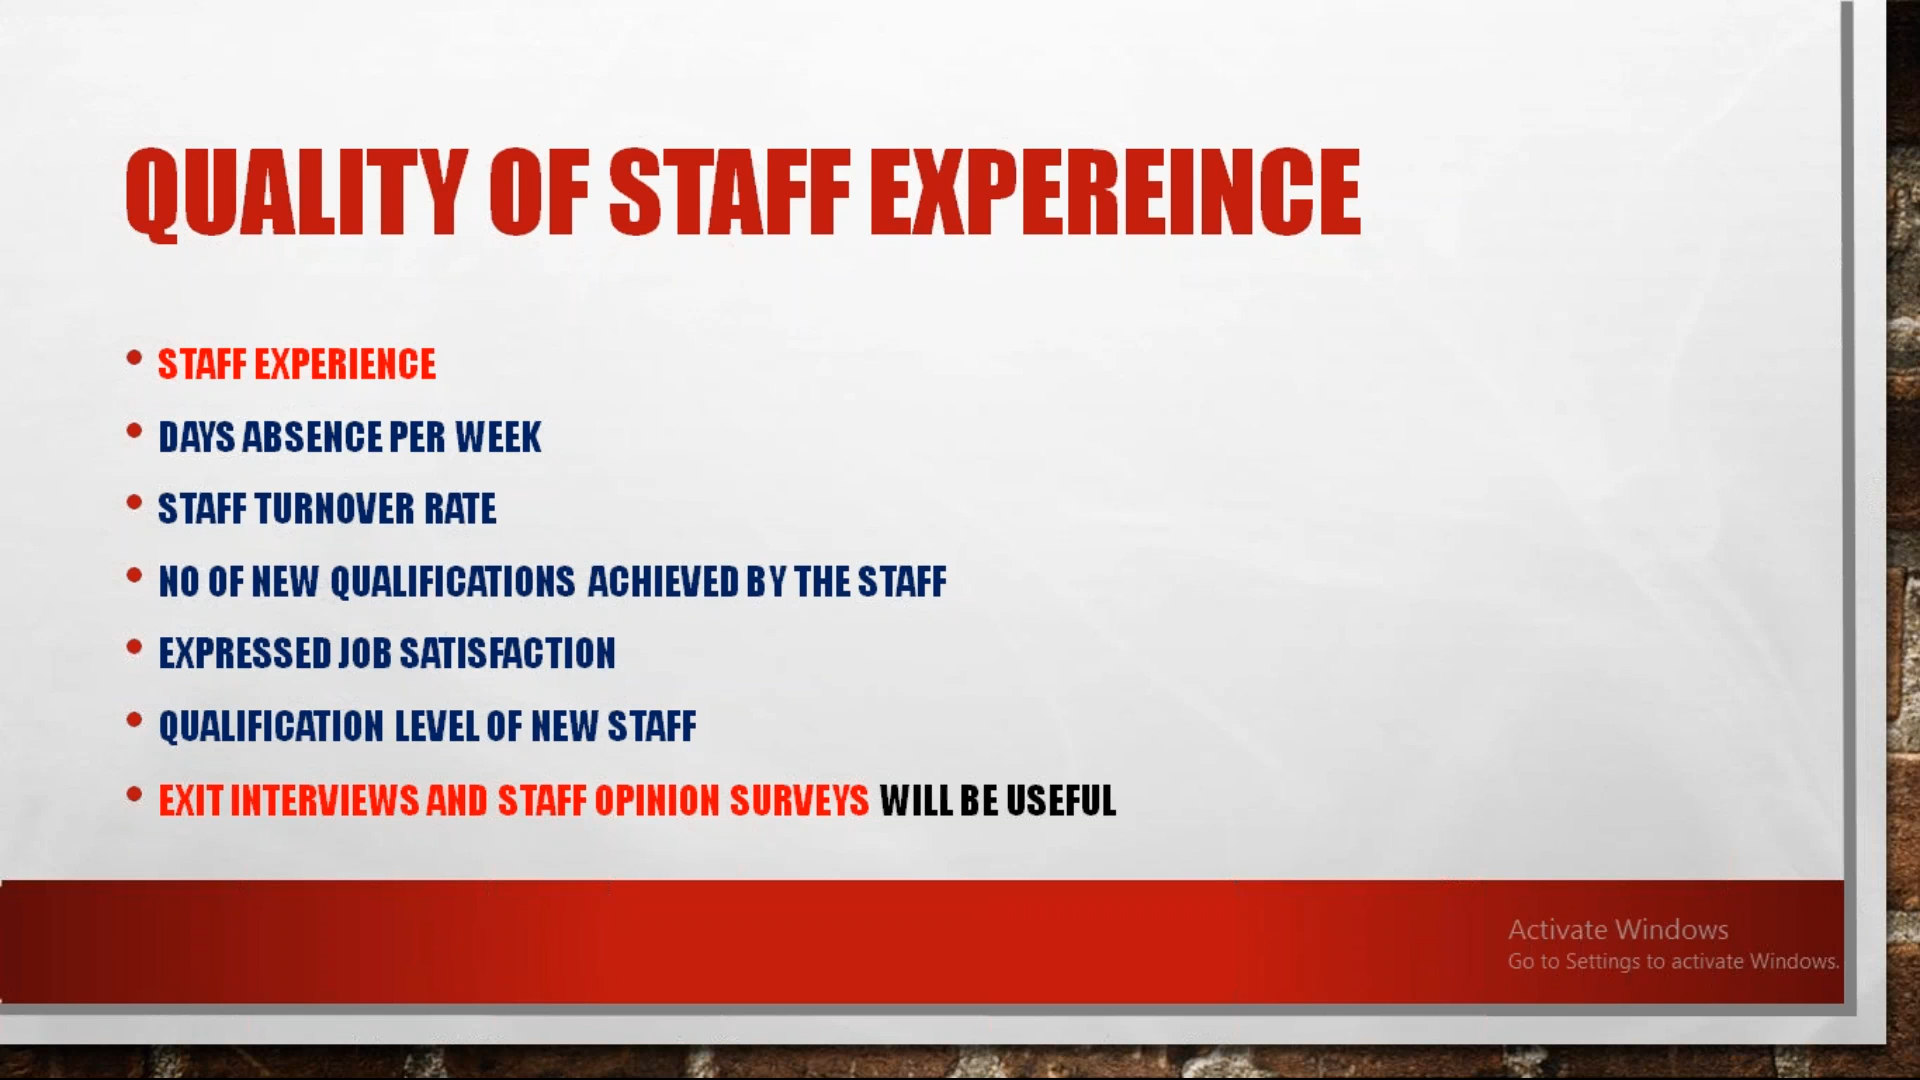 QUALITY OF STAFF EXPEREINCE
• STAFF EXPERIENCE
• DAYS ABSENCE PER WEEK
• STAFF TURNOVER RATE
• NO OF NEW QUALIFICATIONS ACHIEVED BY THE STAFF
• EXPRESSED JOB SATISFACTION
• QUALIFICATION LEVEL OF NEW STAFF
• EXIT INTERVIEWS AND STAFF OPINION SURVEYS WILL BE USEFUL
Activate Windows
Go to Settings to activate Windows.